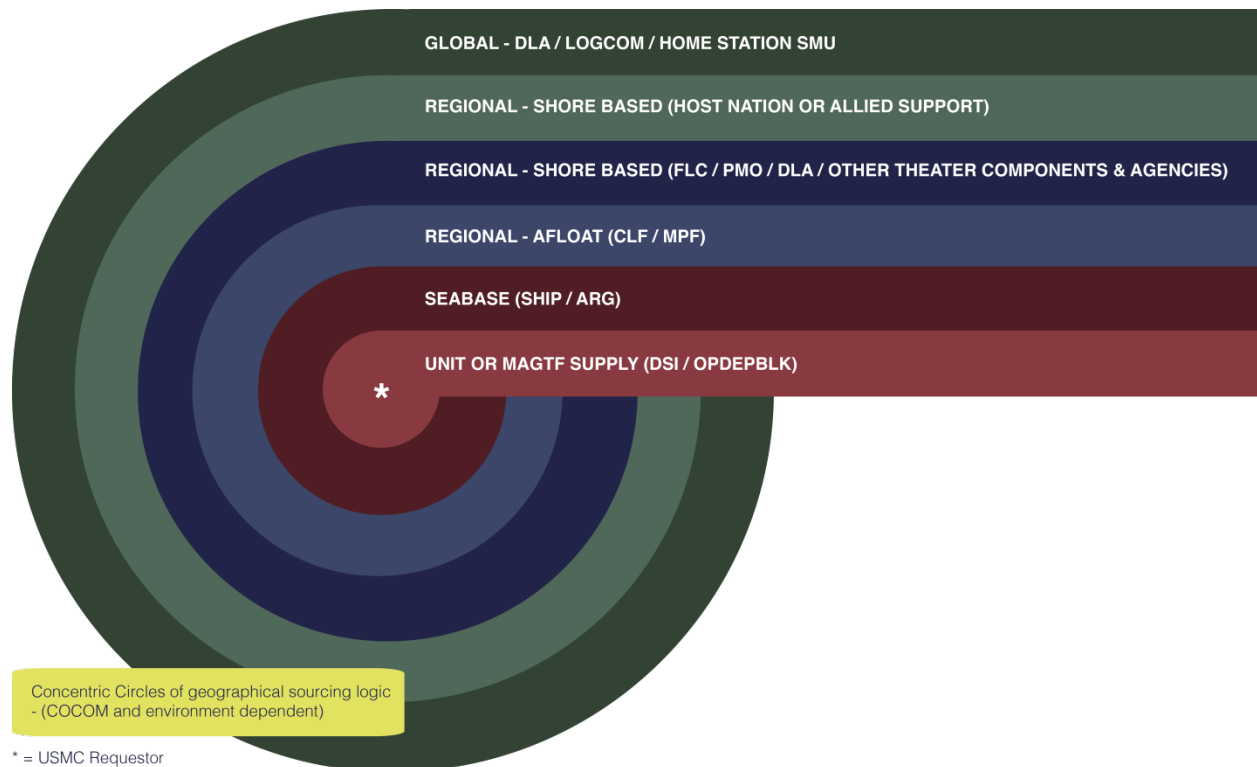 GLOBAL - DLA / LOGCOM / HOME STATION SMU
REGIONAL - SHORE BASED (HOST NATION OR ALLIED SUPPORT)
REGIONAL - SHORE BASED (FLC / PMO / DLA / OTHER THEATER COMPONENTS & AGENCIES)
REGIONAL - AFLOAT (CLF / MPF)
SEABASE (SHIP / ARG)
UNIT OR MAGTF SUPPLY (DSI / OPDEPBLK)
*
Concentric Circles of geographical sourcing logic
- (COCOM and environment dependent)
* = USMC Requestor